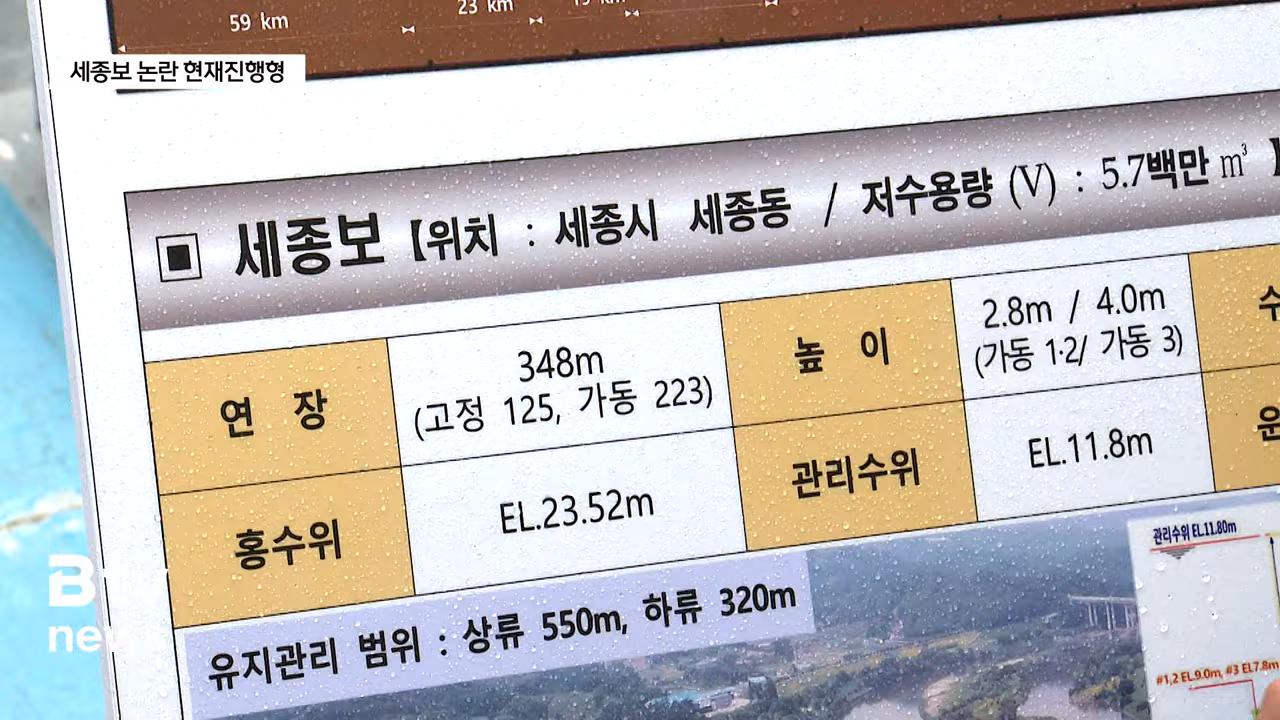 59 km
23 km
세종보 논란 현재진행형
▣ 세종보 【위치 : 세종시 세종동 / 저수용량 (V) : 5.7백만 ㎥ 】
연 장
348m
(고정 125, 가동 223)
높 이
2.8m / 4.0m
(가동 1·2/ 가동 3)
홍수위
EL.23.52m
관리수위
EL.11.8m
유지관리 범위 : 상류 550m, 하류 320m
관리수위 EL.11.80m
#1,2 EL.9.0m, #3 EL7.8m